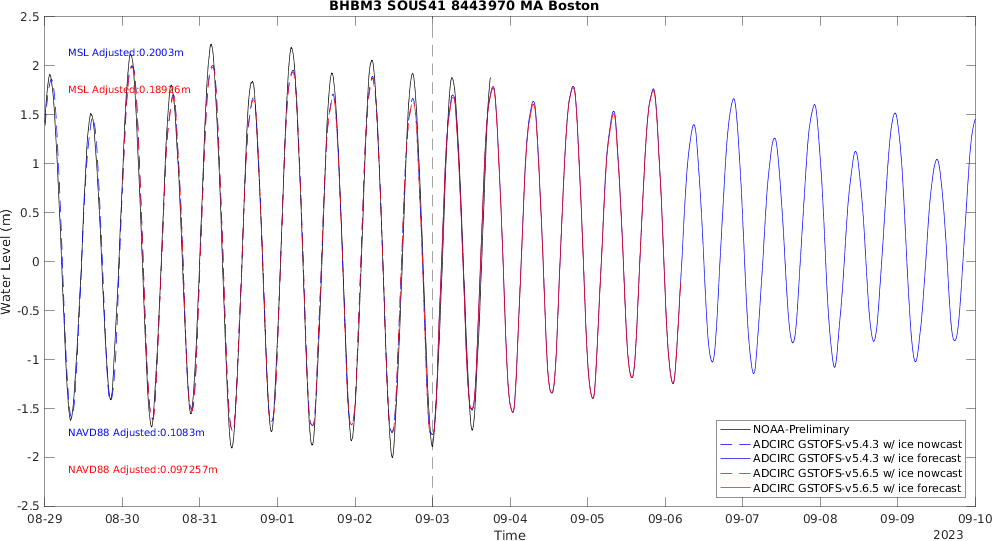 BHBM3 SOUS41 8443970 MA Boston
2.5
2
1.5
1
0.5
0
-0.5
-1
-1.5
-2
-2.5
Water Level (m)
MSL Adjusted:0.2003m
MSL Adjusted:0.18926m
NAVD88 Adjusted:0.1083m
NAVD88 Adjusted:0.097257m
NOAA-Preliminary
ADCIRC GSTOFS-v5.4.3 w/ ice nowcast
ADCIRC GSTOFS-v5.4.3 w/ ice forecast
ADCIRC GSTOFS-v5.6.5 w/ ice nowcast
ADCIRC GSTOFS-v5.6.5 w/ ice forecast
08-29 08-30 08-31 09-01 09-02 09-03 09-04 09-05 09-06 09-07 09-08 09-09 09-10
Time
2023